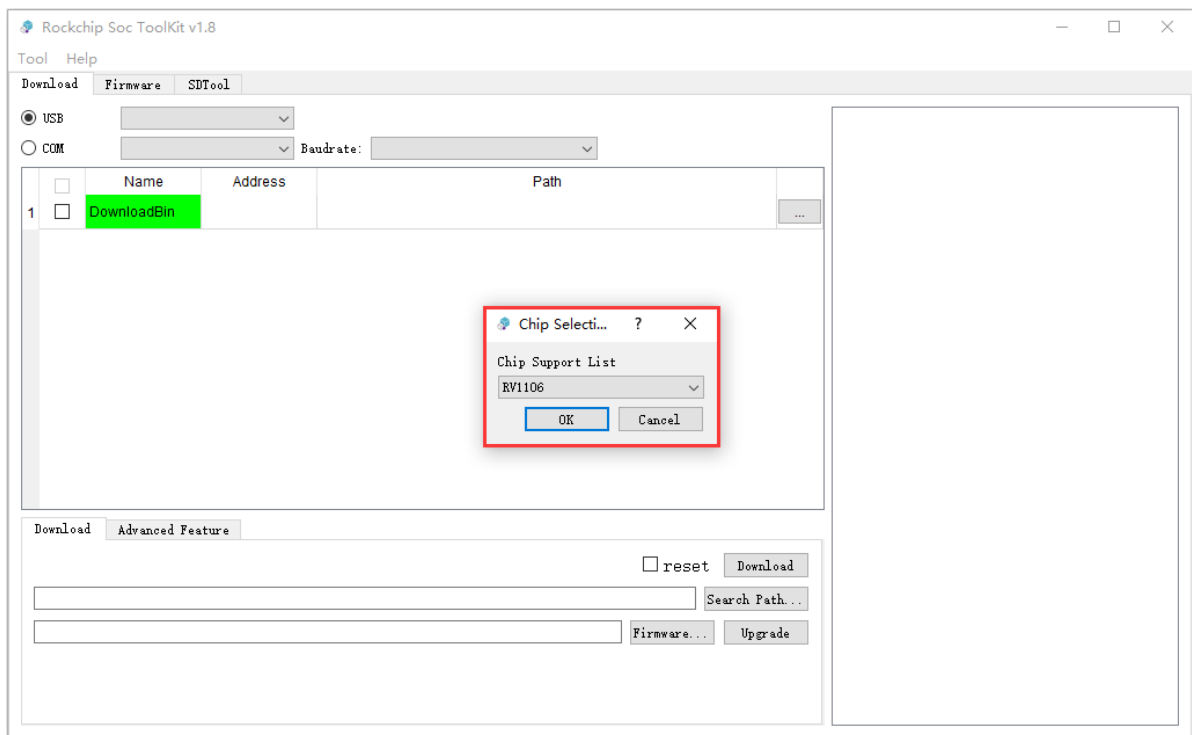 Rockchip Soc ToolKit v1.8
Tool Help
Download Firmware SDTool
USB
COM Baudrate:
Name Address Path
1 DownloadBin ...
Chip Selecti... ?
Chip Support List
RV1106
OK Cancel
Download Advanced Feature
reset Download
Search Path...
Firmware... Upgrade